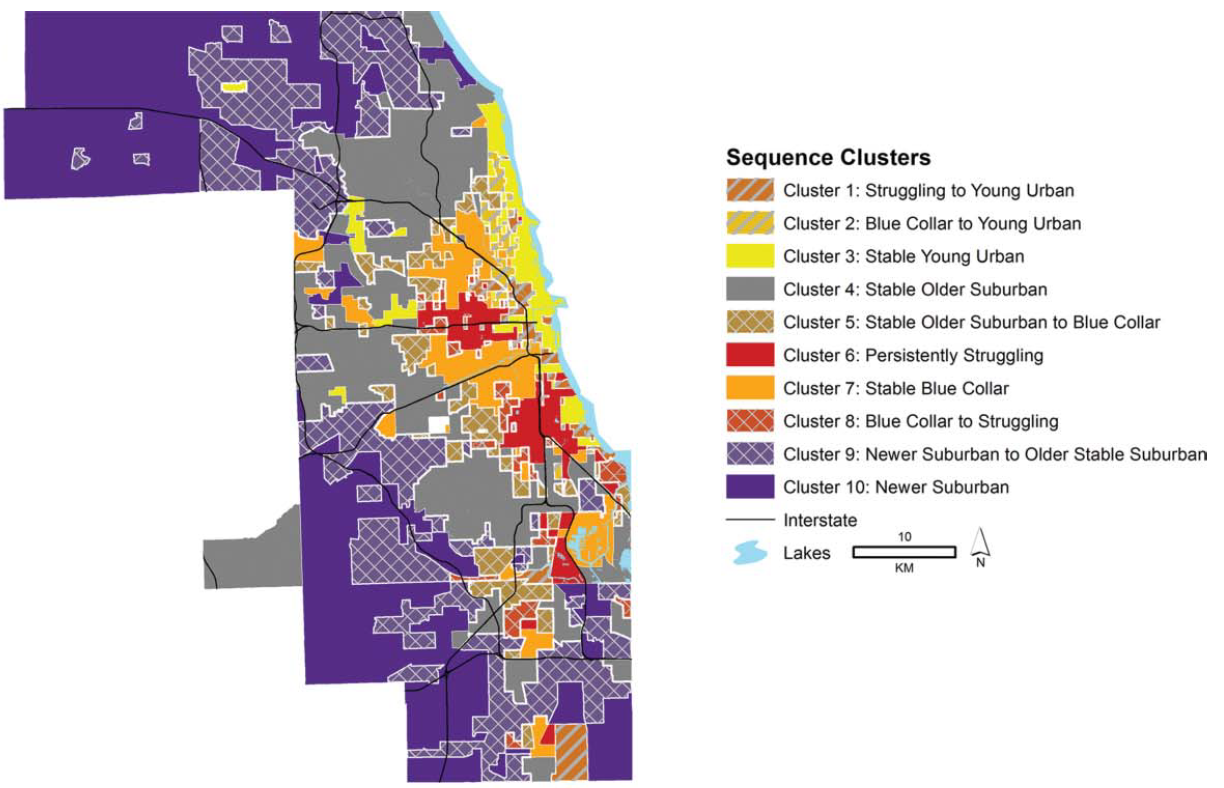 Sequence Clusters
Cluster 1: Struggling to Young Urban
Cluster 2: Blue Collar to Young Urban
Cluster 3: Stable Young Urban
Cluster 4: Stable Older Suburban
Cluster 5: Stable Older Suburban to Blue Collar
Cluster 6: Persistently Struggling
Cluster 7: Stable Blue Collar
Cluster 8: Blue Collar to Struggling
Cluster 9: Newer Suburban to Older Stable Suburban
Cluster 10: Newer Suburban
Interstate
Lakes
10
KM
N